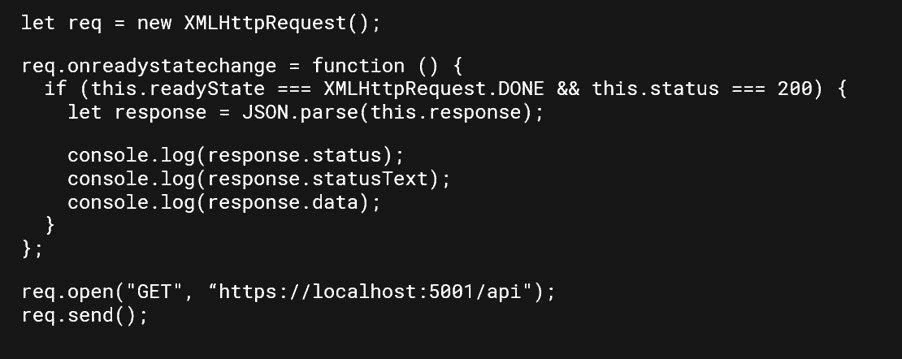 let req = new XMLHttpRequest();
req.onreadystatechange = function () {
if (this.readyState === XMLHttpRequest.DONE && this.status === 200) {
let response = JSON.parse(this.response);
console.log(response.status);
console.log(response.statusText);
console.log(response.data);
}
};
req.open("GET", “https://localhost:5001/api");
req.send();